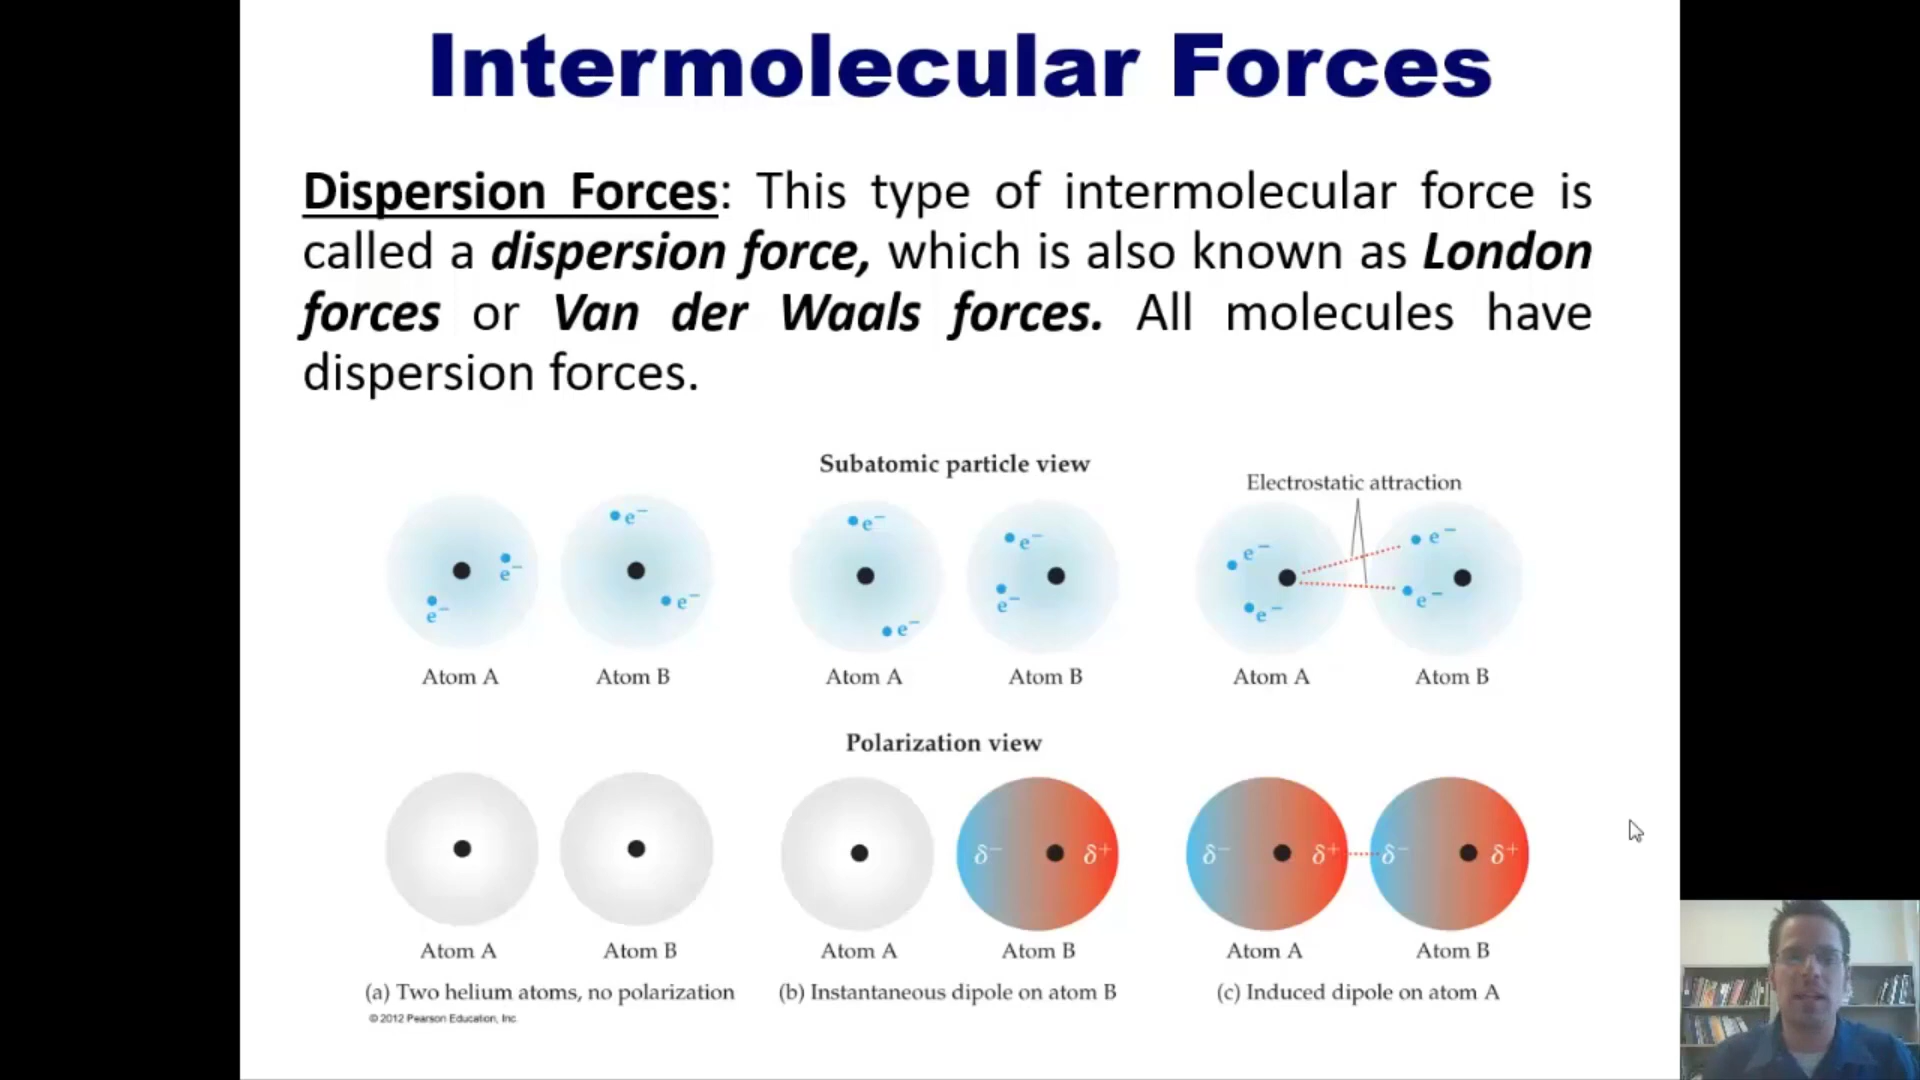 Intermolecular Forces
Dispersion Forces: This type of intermolecular force is
called a dispersion force, which is also known as London
forces or Van der Waals forces. All molecules have
dispersion forces.
Subatomic particle view
Electrostatic attraction
e⁻ e⁻ e⁻ e⁻
e⁻ e⁻ e⁻ e⁻
e⁻ e⁻ e⁻ e⁻
Atom A Atom B Atom A Atom B Atom A Atom B
Polarization view
δ⁻ δ⁺ δ⁻ δ⁺ δ⁻ δ⁺
Atom A Atom B Atom A Atom B Atom A Atom B
(a) Two helium atoms, no polarization (b) Instantaneous dipole on atom B (c) Induced dipole on atom A
© 2012 Pearson Education, Inc.